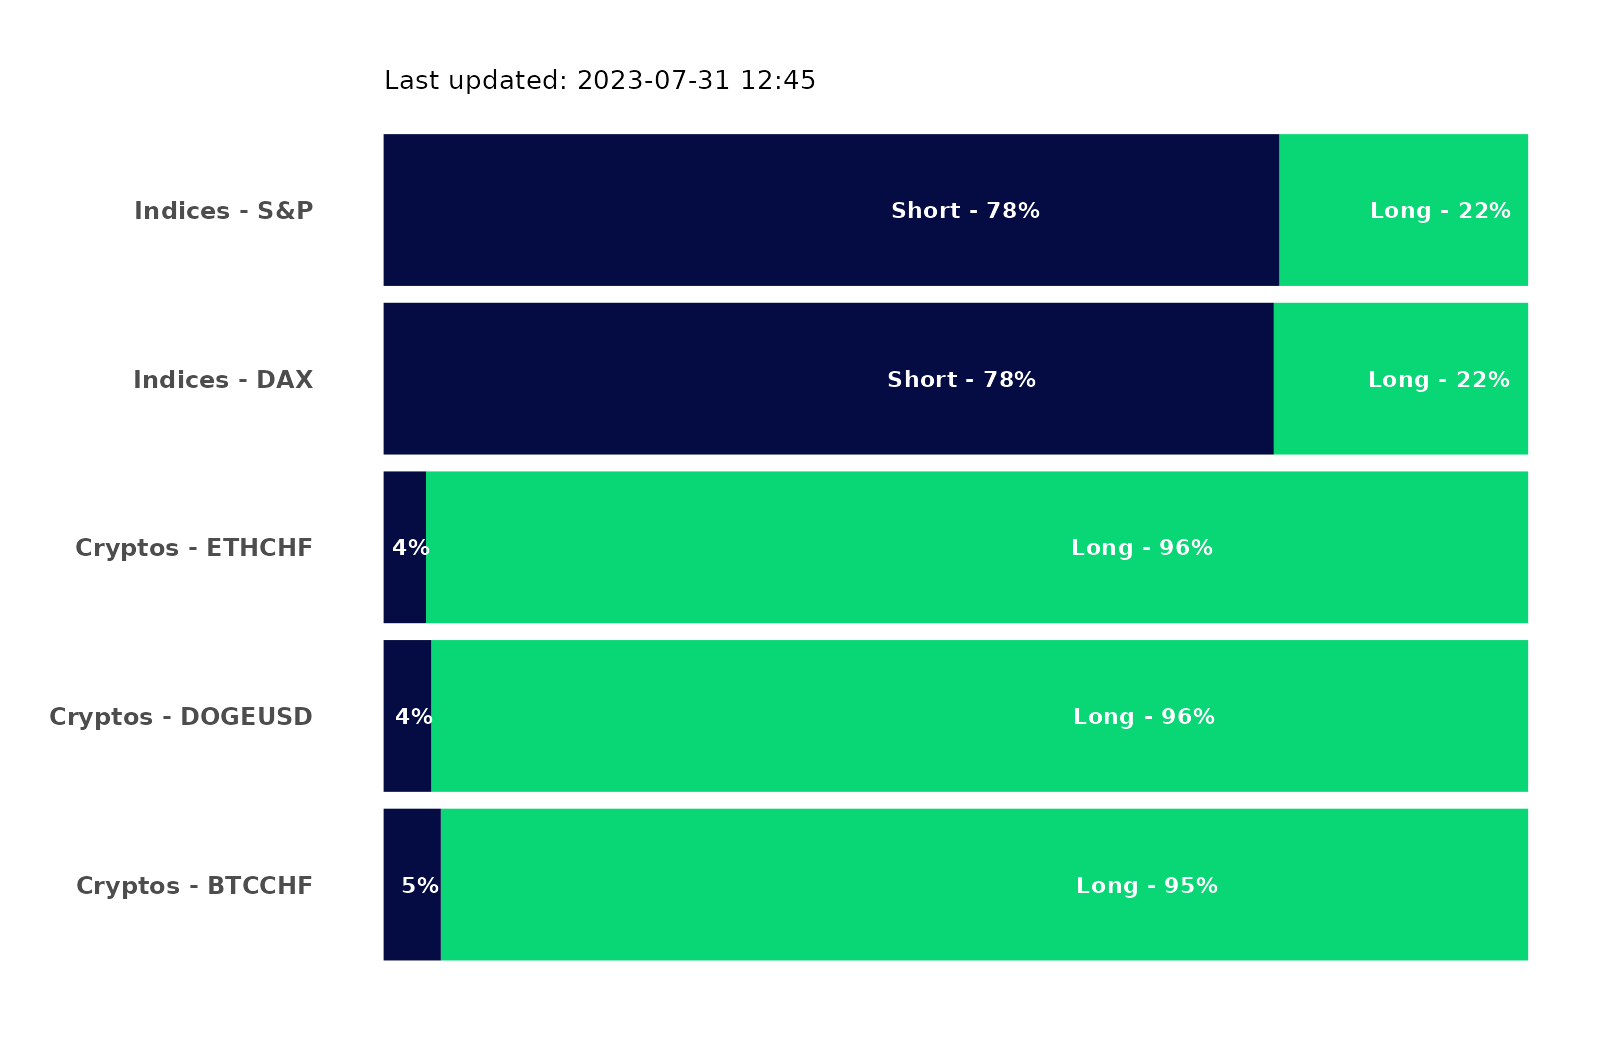 Last updated: 2023-07-31 12:45
Indices - S&P Short - 78% Long - 22%
Indices - DAX Short - 78% Long - 22%
Cryptos - ETHCHF 4% Long - 96%
Cryptos - DOGEUSD 4% Long - 96%
Cryptos - BTCCHF 5% Long - 95%